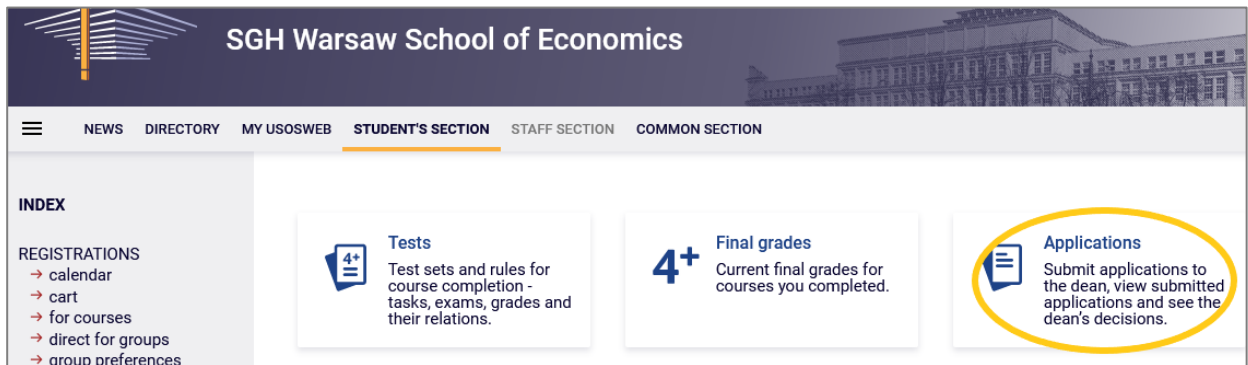 SGH Warsaw School of Economics
NEWS DIRECTORY MY USOSWEB STUDENT'S SECTION STAFF SECTION COMMON SECTION
INDEX
REGISTRATIONS
→ calendar
→ cart
→ for courses
→ direct for groups
→ group preferences
4+
Tests
Test sets and rules for
course completion -
tasks, exams, grades and
their relations.
4+
Final grades
Current final grades for
courses you completed.
Applications
Submit applications to
the dean, view submitted
applications and see the
dean's decisions.